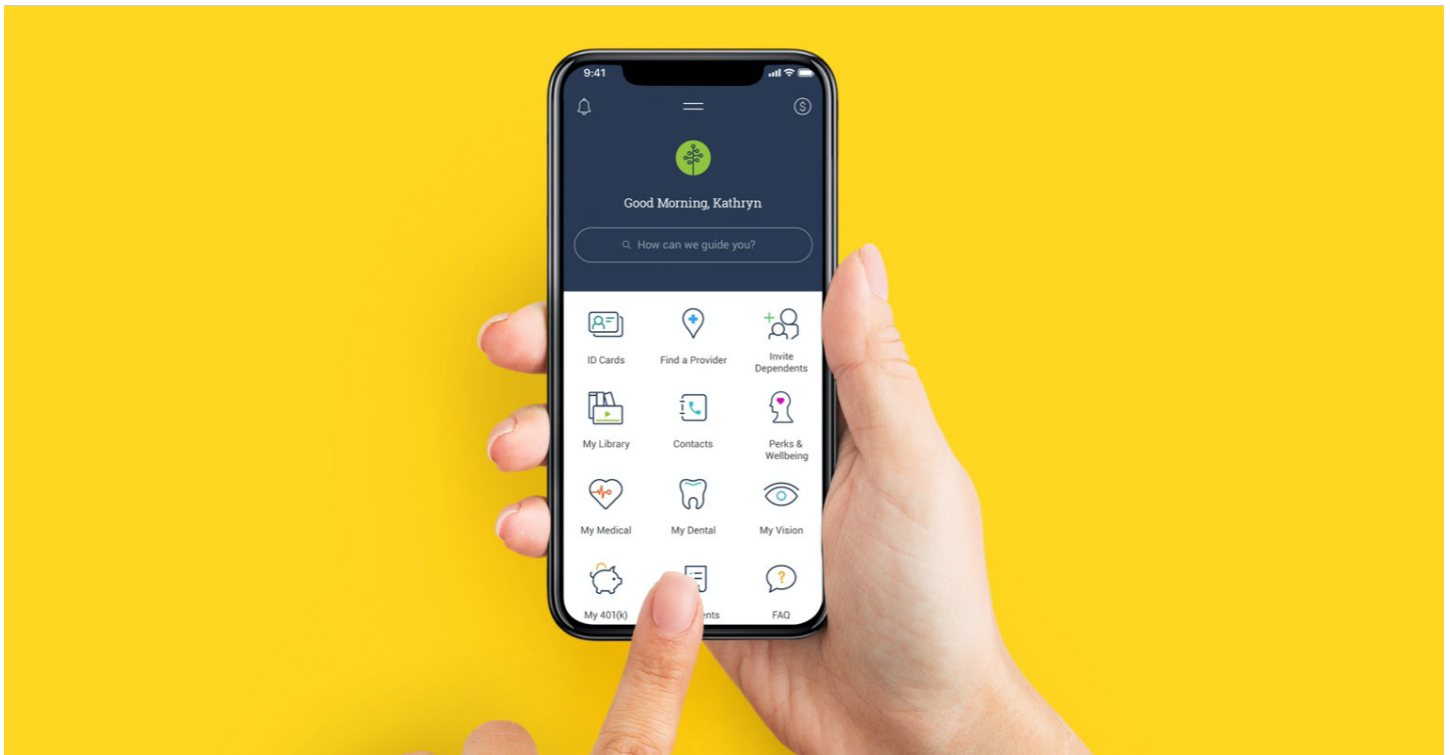 9:41
Good Morning, Kathryn
How can we guide you?
ID Cards
Find a Provider
Invite
Dependents
My Library
Contacts
Perks &
Wellbeing
My Medical
My Dental
My Vision
My 401(k)
ents
FAQ